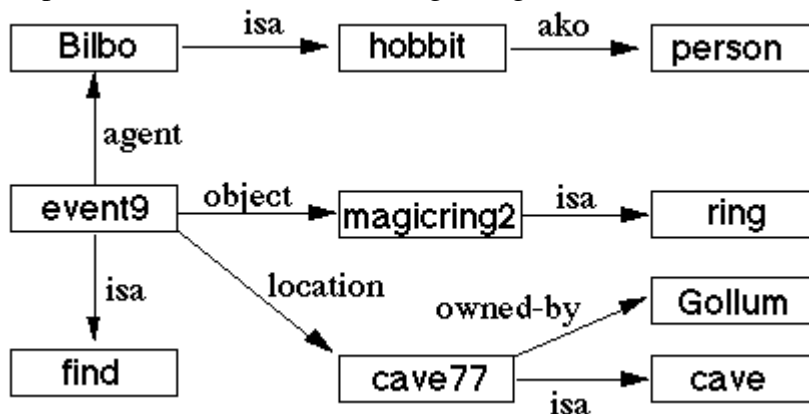 isa
ako
Bilbo
hobbit
person
agent
object
isa
event9
magicring2
ring
isa
location
owned-by
Gollum
find
cave77
cave
isa